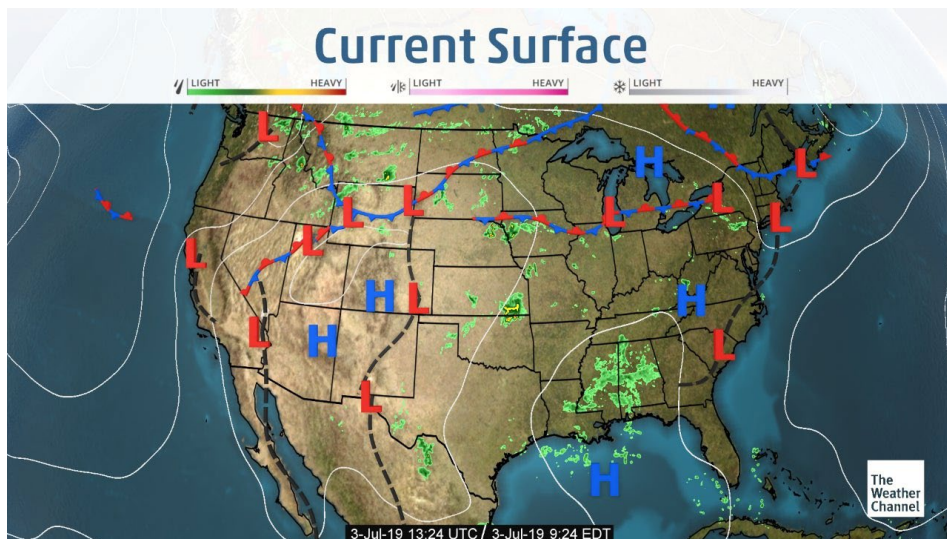 Current Surface
LIGHT HEAVY LIGHT HEAVY LIGHT HEAVY
L
H
L
H
L
L
L
L
L
L
L
L
H
H
L
H
L
H
L
L
The
Weather
Channel
3-Jul-19 13:24 UTC / 3-Jul-19 9:24 EDT